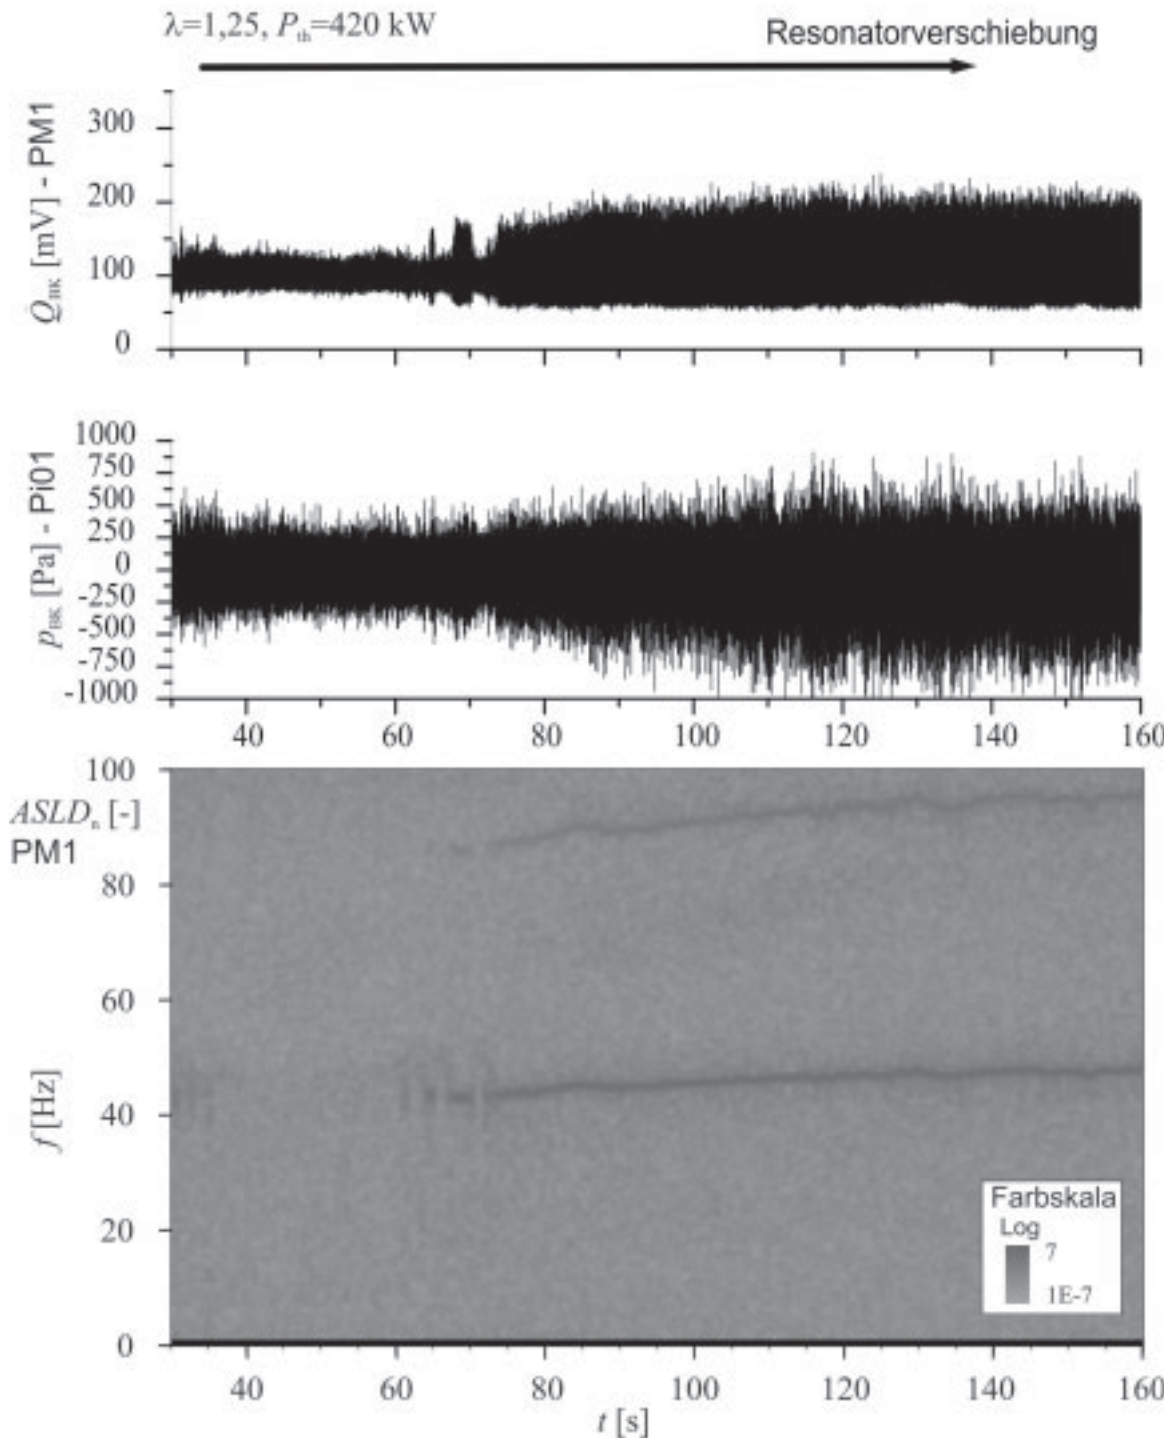 λ=1,25, Pth=420 kW
Resonatorverschiebung
Q̇BK [mV] - PM1
300
200
100
0
pBK [Pa] - Pi01
1000
750
500
250
0
-250
-500
-750
-1000
40 60 80 100 120 140 160
ASLDn [-]
PM1
f [Hz]
100
80
60
40
20
0
Farbskala
Log
7
1E-7
40 60 80 100 120 140 160
t [s]